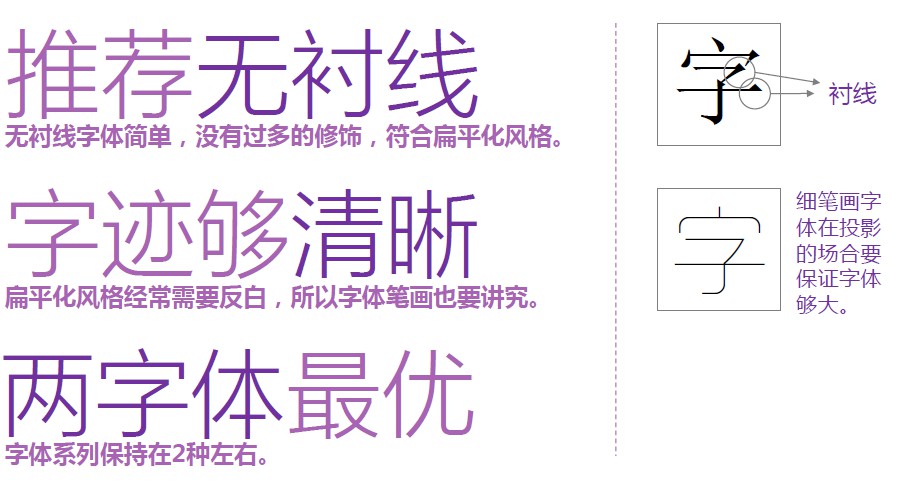 推荐无衬线
无衬线字体简单，没有过多的修饰，符合扁平化风格。
字迹够清晰
扁平化风格经常需要反白，所以字体笔画也要讲究。
两字体最优
字体系列保持在2种左右。
字
衬线
字
细笔画字
体在投影
的场合要
保证字体
够大。